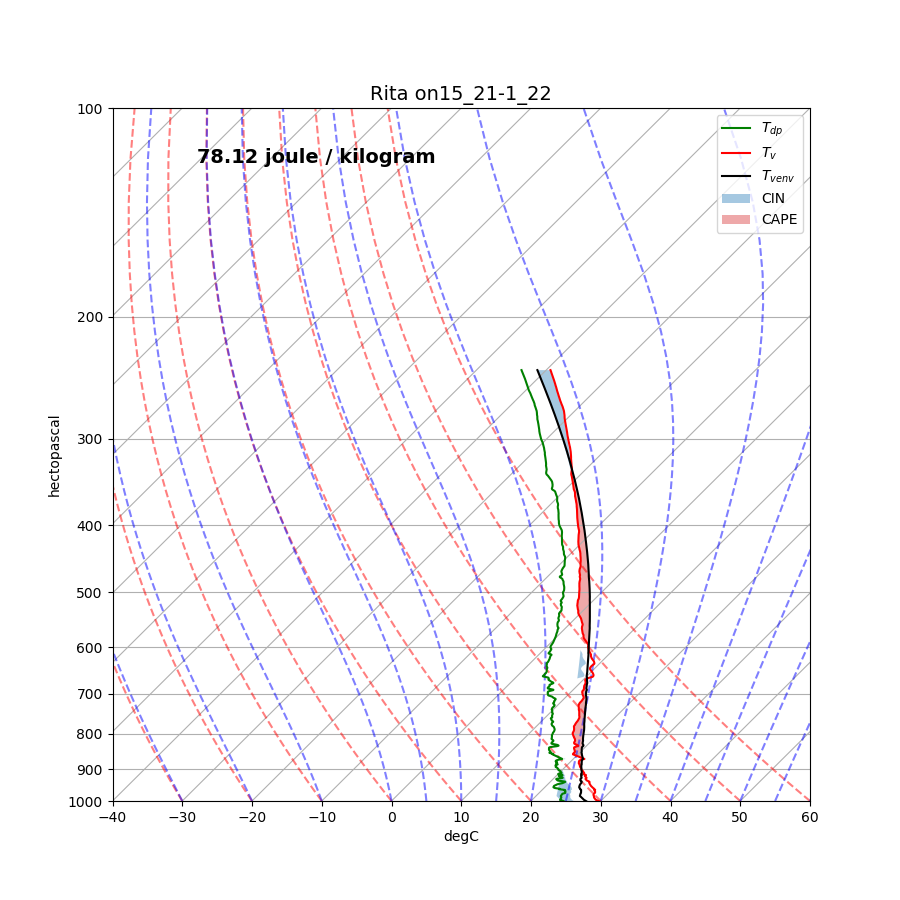 Rita on15_21-1_22
78.12 joule / kilogram
T_dp
T_v
T_venv
CIN
CAPE
hectopascal
100
200
300
400
500
600
700
800
900
1000
−40 −30 −20 −10 0 10 20 30 40 50 60
degC